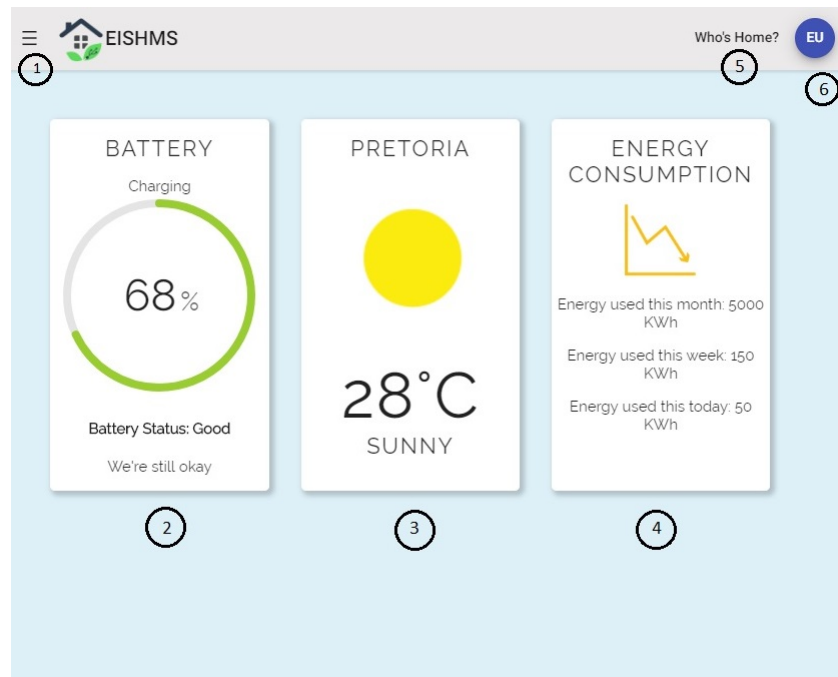 EISHMS
Who's Home?
EU
1
5
6
BATTERY
Charging
68%
Battery Status: Good
We're still okay
PRETORIA
28°C
SUNNY
ENERGY
CONSUMPTION
Energy used this month: 5000
KWh
Energy used this week: 150
KWh
Energy used this today: 50
KWh
2
3
4